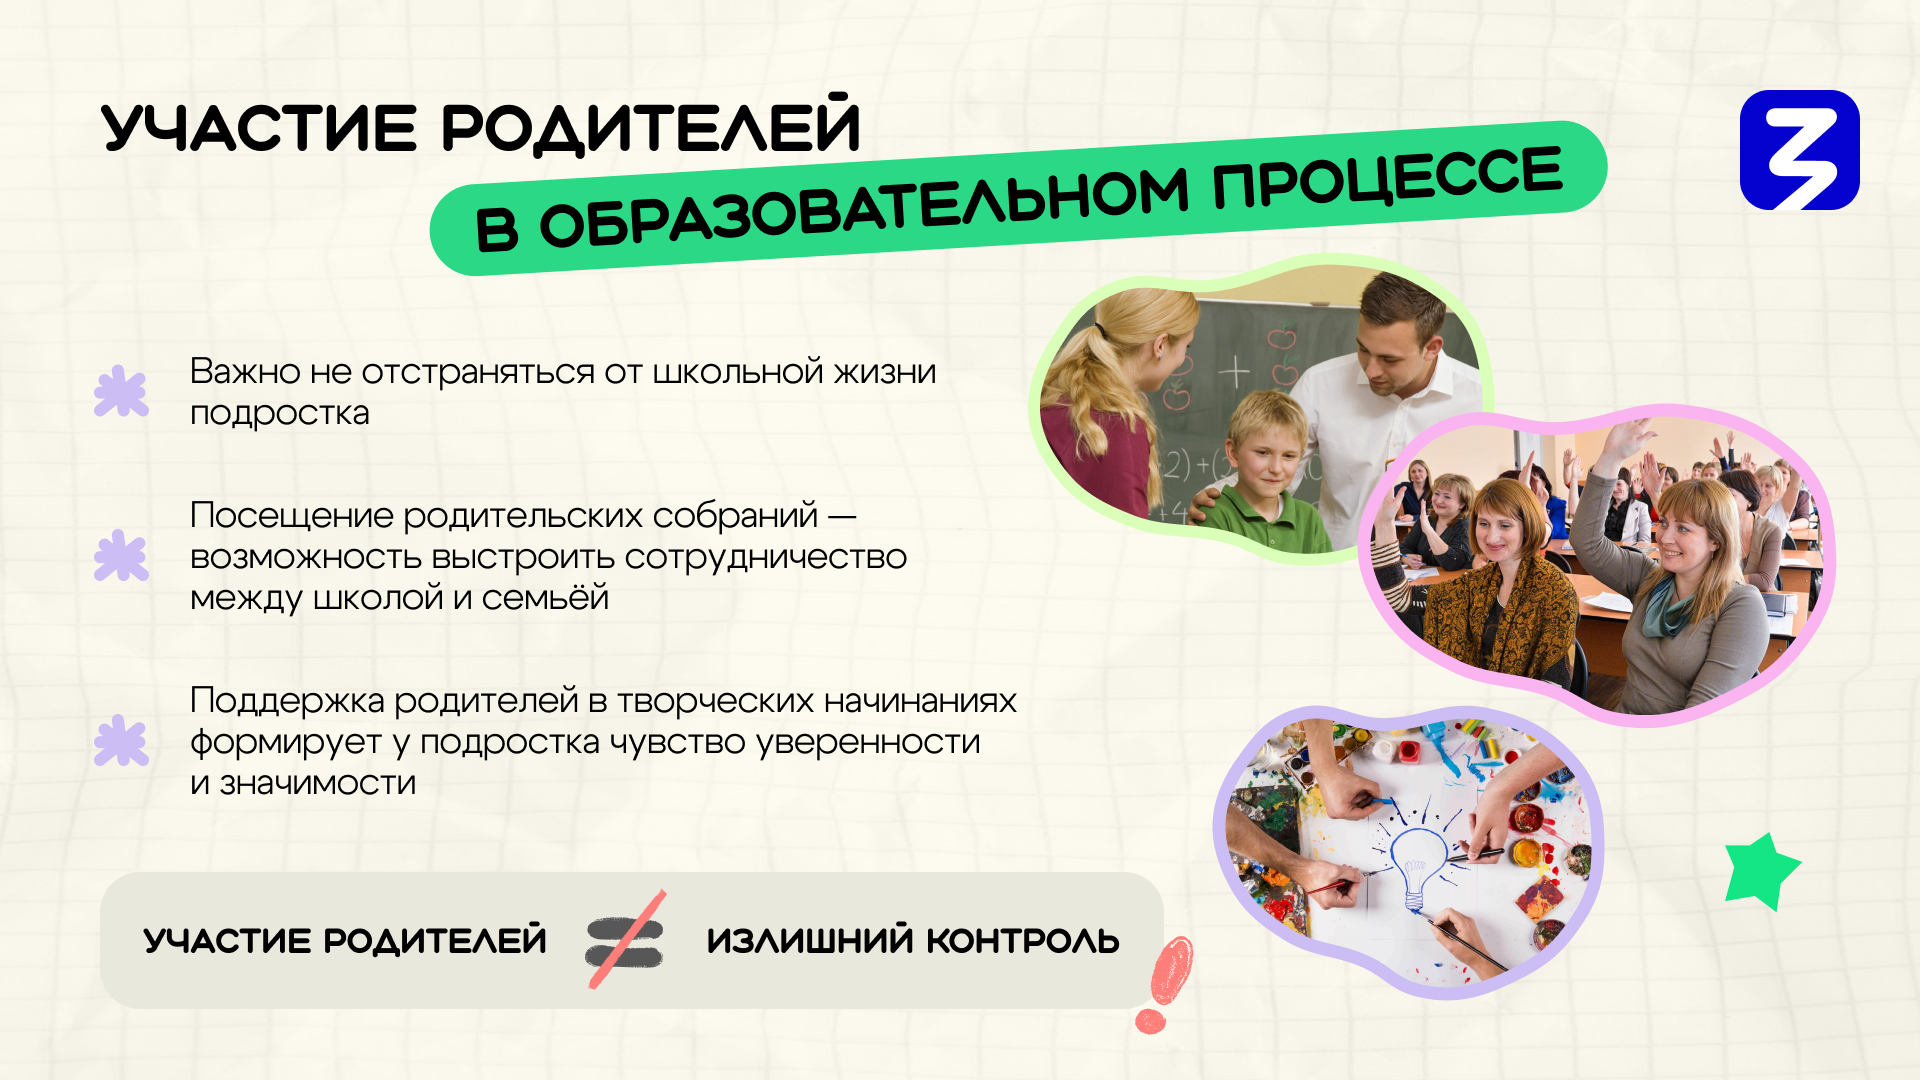 УЧАСТИЕ РОДИТЕЛЕЙ
В ОБРАЗОВАТЕЛЬНОМ ПРОЦЕССЕ
Важно не отстраняться от школьной жизни
подростка
Посещение родительских собраний —
возможность выстроить сотрудничество
между школой и семьёй
Поддержка родителей в творческих начинаниях
формирует у подростка чувство уверенности
и значимости
УЧАСТИЕ РОДИТЕЛЕЙ ≠ ИЗЛИШНИЙ КОНТРОЛЬ